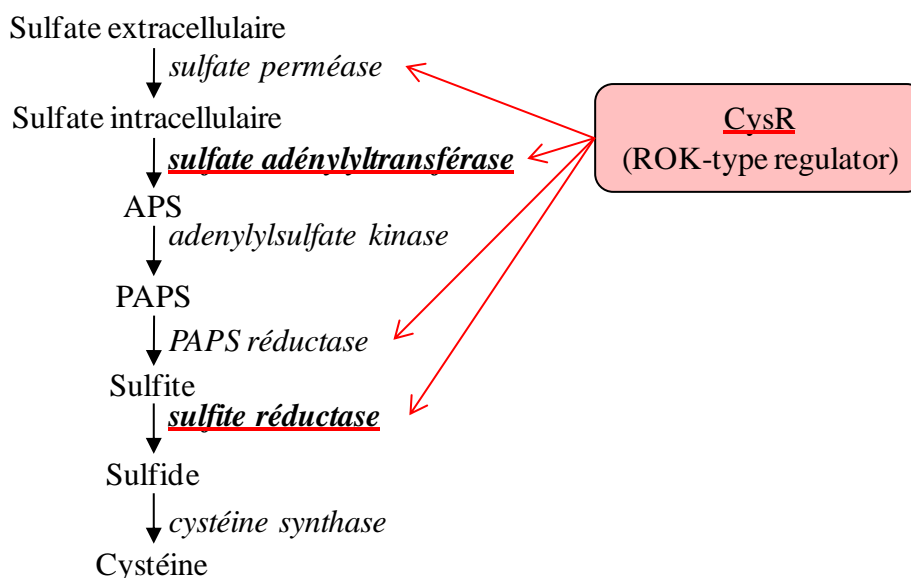 Sulfate extracellulaire
sulfate perméase
Sulfate intracellulaire
sulfate adénylyltransférase
APS
adenylylsulfate kinase
PAPS
PAPS réductase
Sulfite
sulfite réductase
Sulfide
cystéine synthase
Cystéine
CysR
(ROK-type regulator)